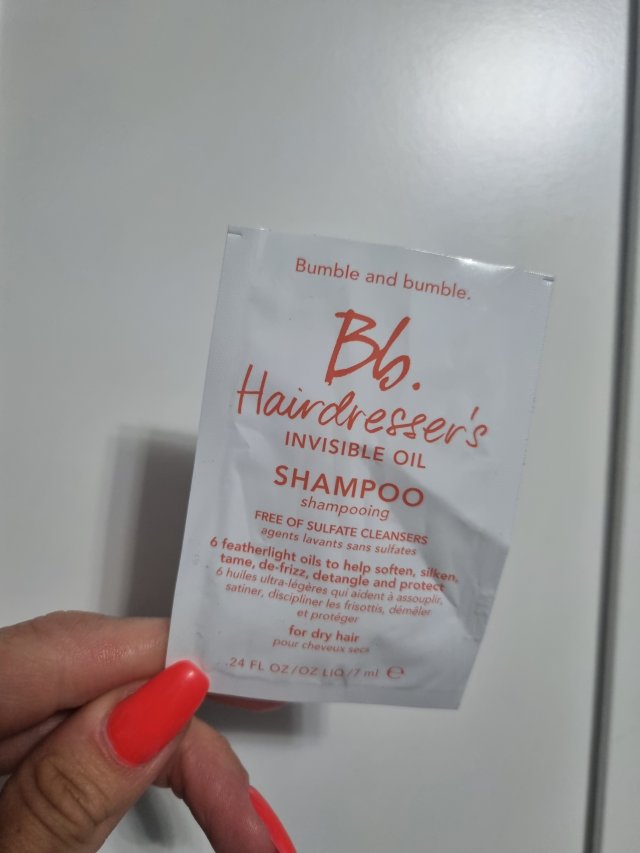 Bumble and bumble.
Bb.
Hairdresser's
INVISIBLE OIL
SHAMPOO
shampooing
FREE OF SULFATE CLEANSERS
agents lavants sans sulfates
6 featherlight oils to help soften, silken,
tame, de-frizz, detangle and protect
6 huiles ultra-légères qui aident à assouplir,
satiner, discipliner les frisottis, démêler
et protéger
for dry hair
pour cheveux secs
.24 FL OZ/OZ LIQ/7 ml ℮